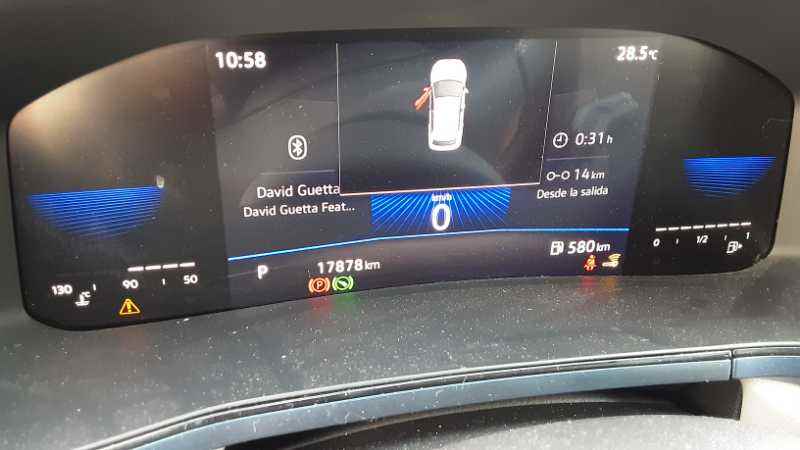 10:58
28.5°C
0:31 h
14 km
Desde la salida
David Guetta
David Guetta Feat...
km/h
0
580 km
P
17878 km
P
130
90
50
°C
0
1/2
1